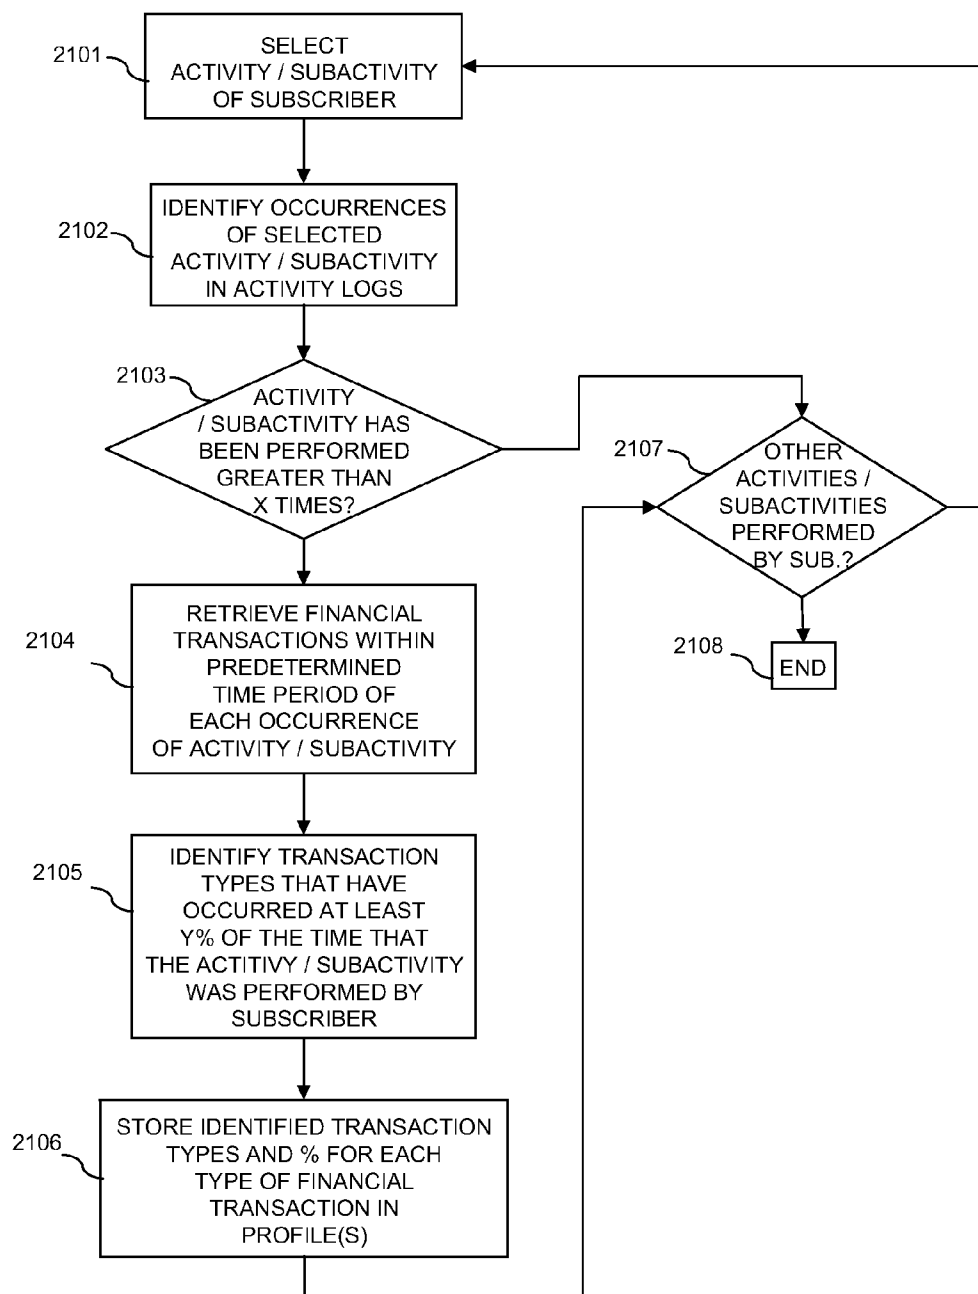 2101
SELECT
ACTIVITY / SUBACTIVITY
OF SUBSCRIBER
2102
IDENTIFY OCCURRENCES
OF SELECTED
ACTIVITY / SUBACTIVITY
IN ACTIVITY LOGS
2103
ACTIVITY
/ SUBACTIVITY HAS
BEEN PERFORMED
GREATER THAN
X TIMES?
2107
OTHER
ACTIVITIES /
SUBACTIVITIES
PERFORMED
BY SUB.?
2104
RETRIEVE FINANCIAL
TRANSACTIONS WITHIN
PREDETERMINED
TIME PERIOD OF
EACH OCCURRENCE
OF ACTIVITY / SUBACTIVITY
2108
END
2105
IDENTIFY TRANSACTION
TYPES THAT HAVE
OCCURRED AT LEAST
Y% OF THE TIME THAT
THE ACTITIVY / SUBACTIVITY
WAS PERFORMED BY
SUBSCRIBER
2106
STORE IDENTIFIED TRANSACTION
TYPES AND % FOR EACH
TYPE OF FINANCIAL
TRANSACTION IN
PROFILE(S)